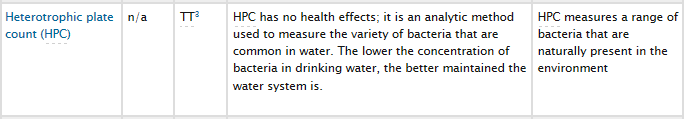 Heterotrophic plate
count (HPC)
n/a
TT³
HPC has no health effects; it is an analytic method
used to measure the variety of bacteria that are
common in water. The lower the concentration of
bacteria in drinking water, the better maintained the
water system is.
HPC measures a range of
bacteria that are
naturally present in the
environment